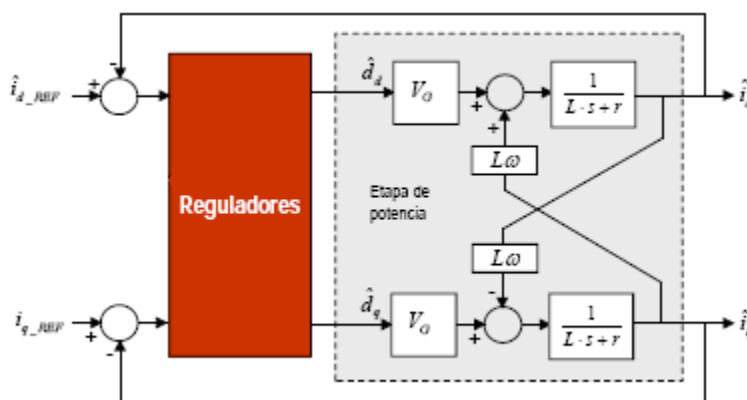 -
î_d_REF
+
d̂_d
V_O
+
+
1
L·s+r
Lω
Reguladores
Etapa de
potencia
Lω
i_q_REF
+
-
d̂_q
V_O
+
-
1
L·s+r